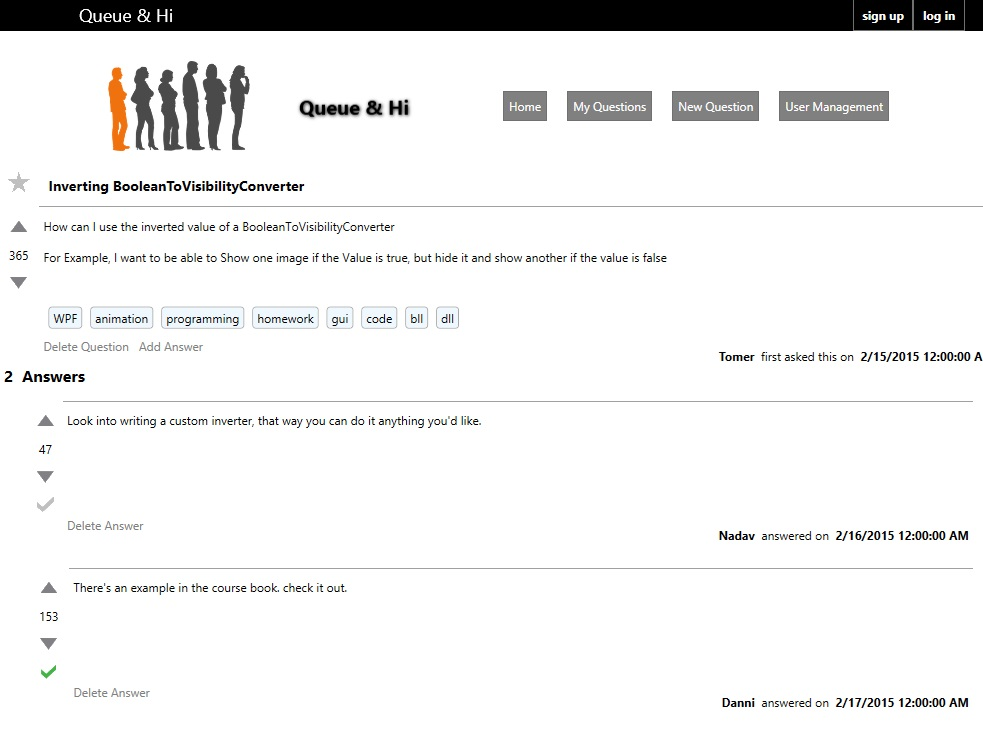 Queue & Hi
sign up log in
Queue & Hi
Home My Questions New Question User Management
Inverting BooleanToVisibilityConverter
How can I use the inverted value of a BooleanToVisibilityConverter
365
For Example, I want to be able to Show one image if the Value is true, but hide it and show another if the value is false
WPF animation programming homework gui code bll dll
Delete Question Add Answer
Tomer first asked this on 2/15/2015 12:00:00 A
2 Answers
Look into writing a custom inverter, that way you can do it anything you'd like.
47
Delete Answer
Nadav answered on 2/16/2015 12:00:00 AM
There's an example in the course book. check it out.
153
Delete Answer
Danni answered on 2/17/2015 12:00:00 AM